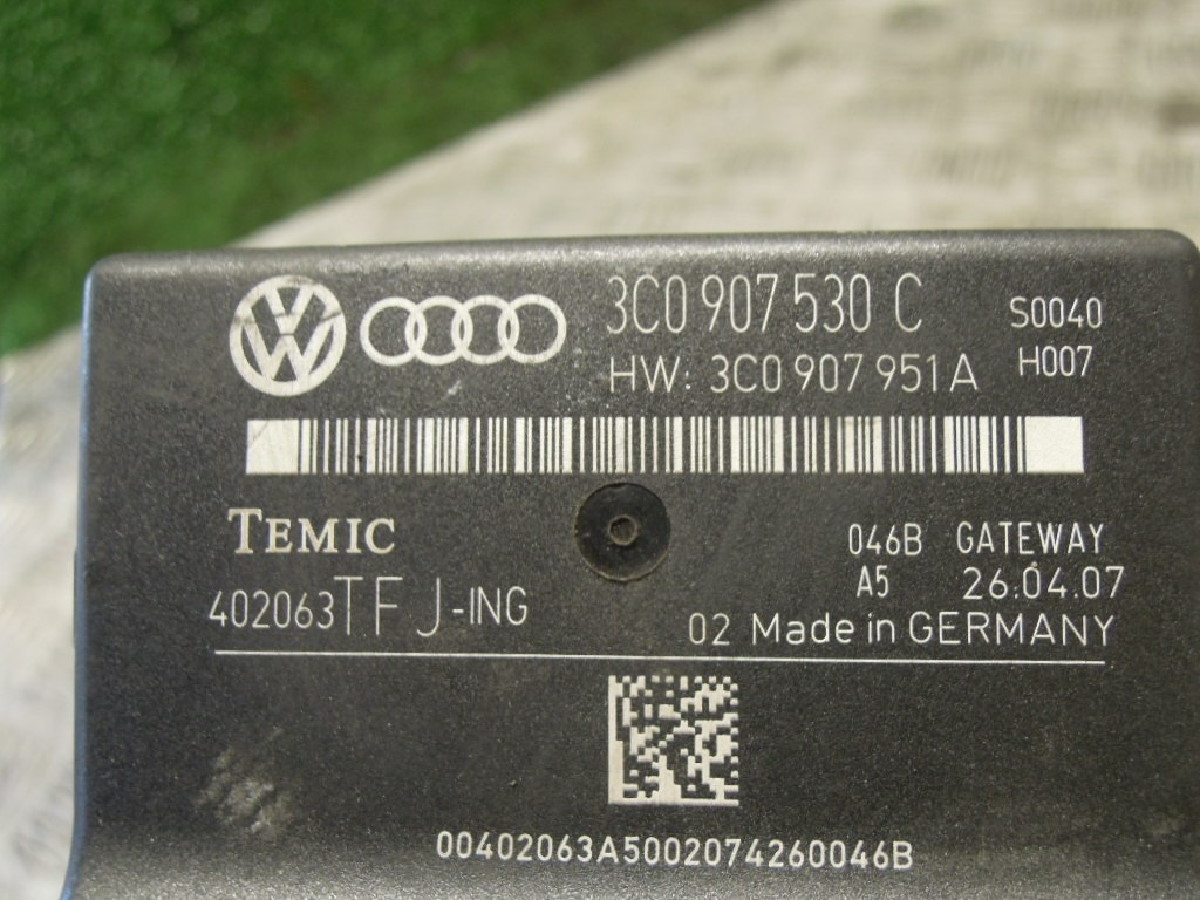 3C0 907 530 C S0040
HW: 3C0 907 951 A H007
TEMIC
046B GATEWAY
A5 26.04.07
402063TF J-ING
02 Made in GERMANY
00402063A5002074260046B